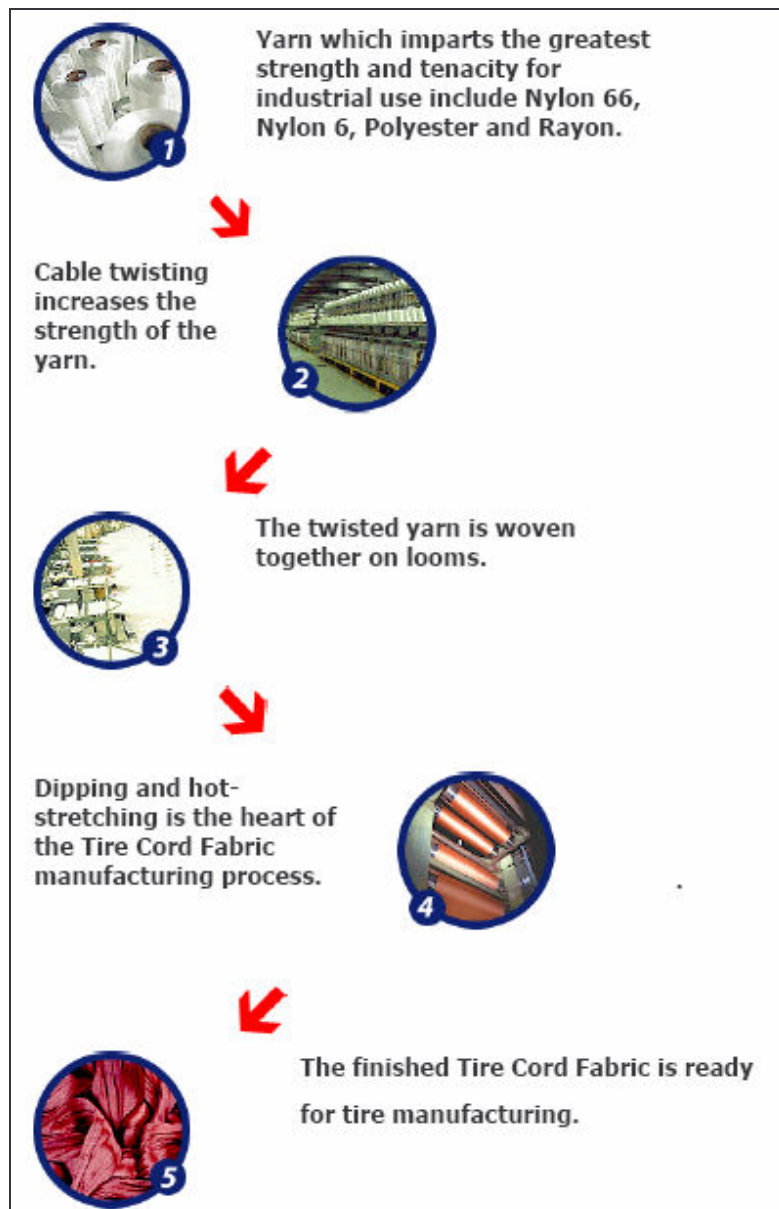 Yarn which imparts the greatest
strength and tenacity for
industrial use include Nylon 66,
Nylon 6, Polyester and Rayon.
1
Cable twisting
increases the
strength of the
yarn.
2
The twisted yarn is woven
together on looms.
3
Dipping and hot-
stretching is the heart of
the Tire Cord Fabric
manufacturing process.
4
.
The finished Tire Cord Fabric is ready
for tire manufacturing.
5